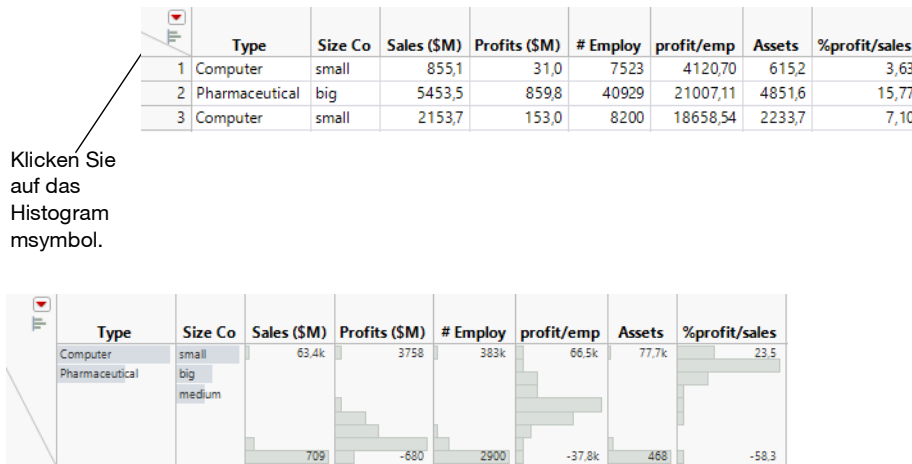 Type Size Co Sales ($M) Profits ($M) # Employ profit/emp Assets %profit/sales
1 Computer small 855,1 31,0 7523 4120,70 615,2 3,63
2 Pharmaceutical big 5453,5 859,8 40929 21007,11 4851,6 15,77
3 Computer small 2153,7 153,0 8200 18658,54 2233,7 7,10
Klicken Sie
auf das
Histogram
msymbol.
Type Size Co Sales ($M) Profits ($M) # Employ profit/emp Assets %profit/sales
Computer small 63,4k 3758 383k 66,5k 77,7k 23,5
Pharmaceutical big
medium
709 -680 2900 -37,8k 468 -58,3